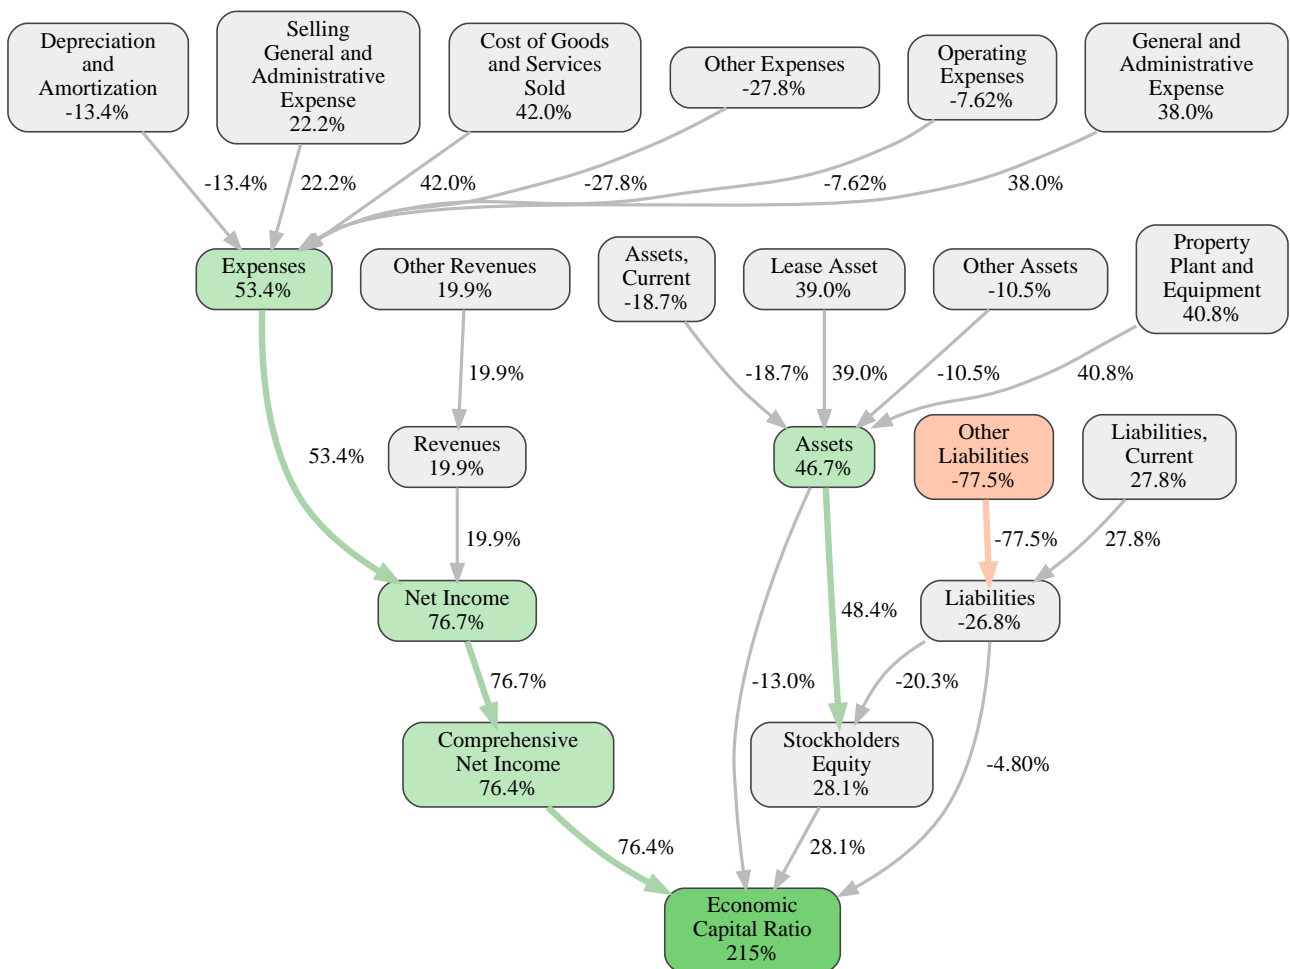 Depreciation
and
Amortization
-13.4%
Selling
General and
Administrative
Expense
22.2%
Cost of Goods
and Services
Sold
42.0%
Other Expenses
-27.8%
Operating
Expenses
-7.62%
General and
Administrative
Expense
38.0%
-13.4%
22.2%
42.0%
-27.8%
-7.62%
38.0%
Expenses
53.4%
Other Revenues
19.9%
Assets,
Current
-18.7%
Lease Asset
39.0%
Other Assets
-10.5%
Property
Plant and
Equipment
40.8%
19.9%
-18.7%
39.0%
-10.5%
40.8%
53.4%
Revenues
19.9%
Assets
46.7%
Other
Liabilities
-77.5%
Liabilities,
Current
27.8%
19.9%
-77.5%
27.8%
Net Income
76.7%
48.4%
Liabilities
-26.8%
76.7%
-13.0%
-20.3%
Comprehensive
Net Income
76.4%
Stockholders
Equity
28.1%
-4.80%
76.4%
28.1%
Economic
Capital Ratio
215%